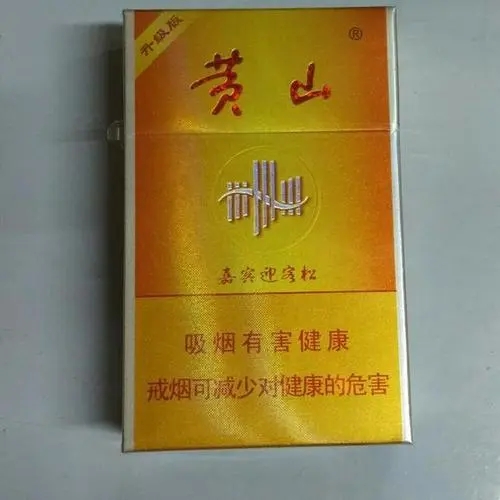 升级版
黄山®
嘉宾迎客松
吸烟有害健康
戒烟可减少对健康的危害